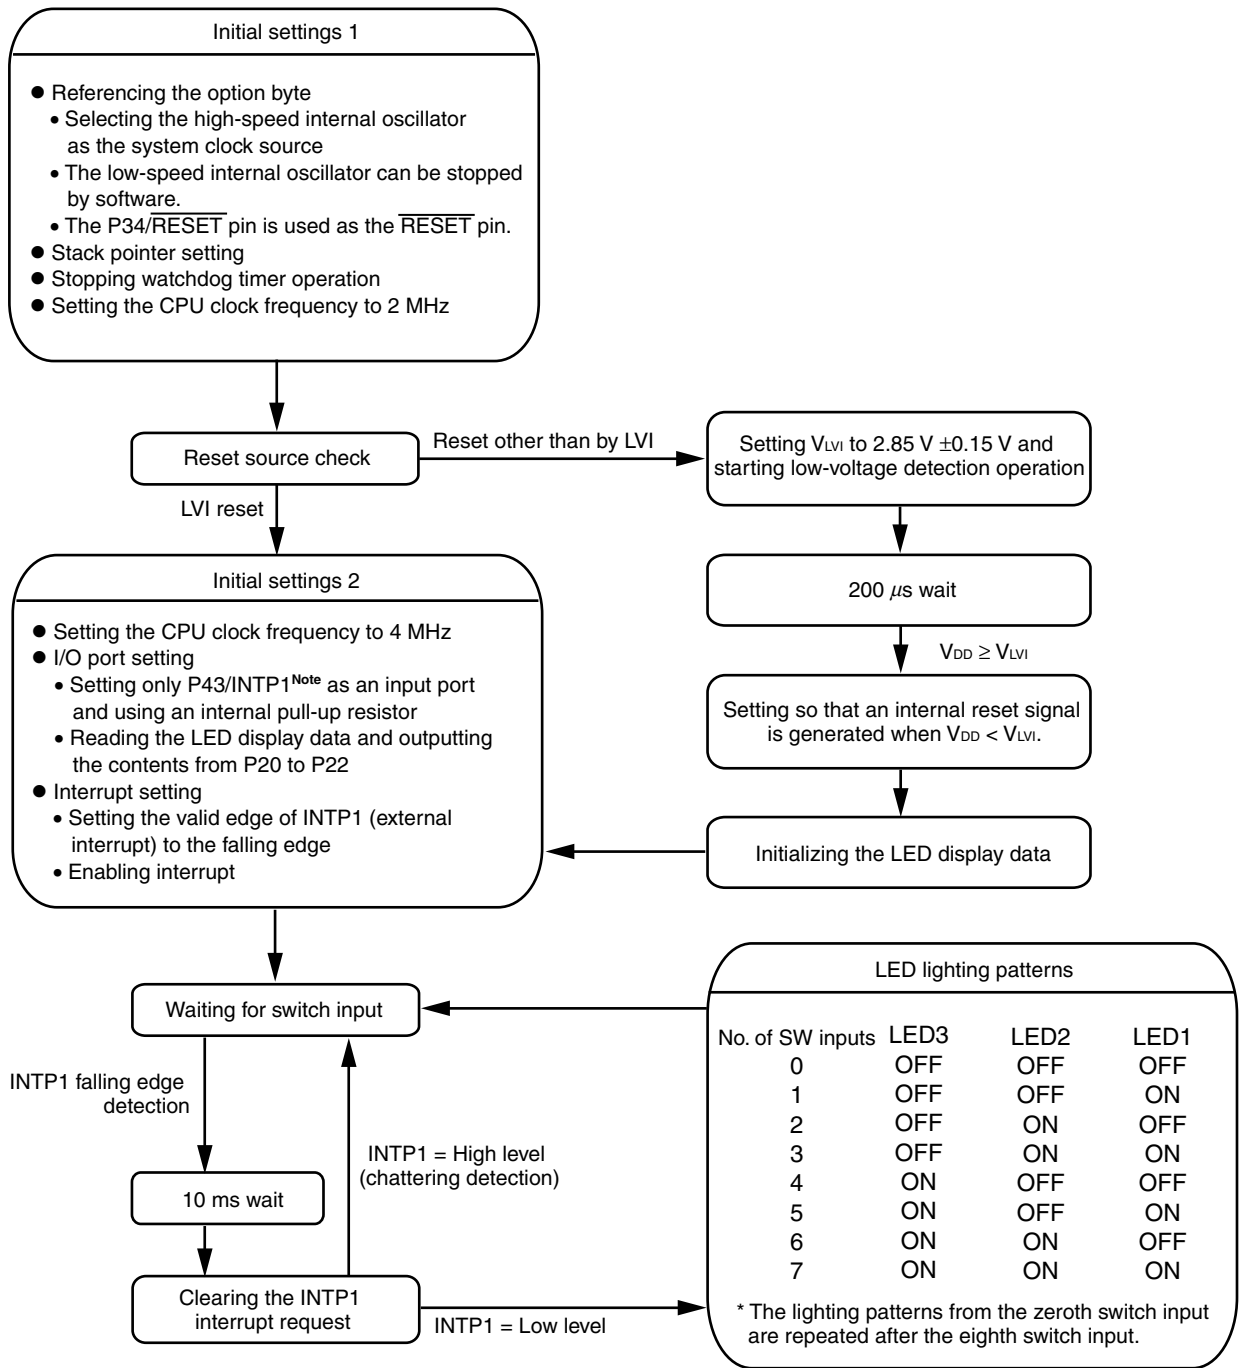 Initial settings 1
● Referencing the option byte
• Selecting the high-speed internal oscillator
as the system clock source
• The low-speed internal oscillator can be stopped
by software.
• The P34/RESET pin is used as the RESET pin.
● Stack pointer setting
● Stopping watchdog timer operation
● Setting the CPU clock frequency to 2 MHz
Reset source check
Reset other than by LVI
LVI reset
Setting VLVI to 2.85 V ±0.15 V and
starting low-voltage detection operation
200 μs wait
VDD ≥ VLVI
Setting so that an internal reset signal
is generated when VDD < VLVI.
Initializing the LED display data
Initial settings 2
● Setting the CPU clock frequency to 4 MHz
● I/O port setting
• Setting only P43/INTP1Note as an input port
and using an internal pull-up resistor
• Reading the LED display data and outputting
the contents from P20 to P22
● Interrupt setting
• Setting the valid edge of INTP1 (external
interrupt) to the falling edge
• Enabling interrupt
Waiting for switch input
INTP1 falling edge
detection
10 ms wait
INTP1 = High level
(chattering detection)
Clearing the INTP1
interrupt request
INTP1 = Low level
LED lighting patterns
No. of SW inputs LED3 LED2 LED1
0 OFF OFF OFF
1 OFF OFF ON
2 OFF ON OFF
3 OFF ON ON
4 ON OFF OFF
5 ON OFF ON
6 ON ON OFF
7 ON ON ON
* The lighting patterns from the zeroth switch input
are repeated after the eighth switch input.